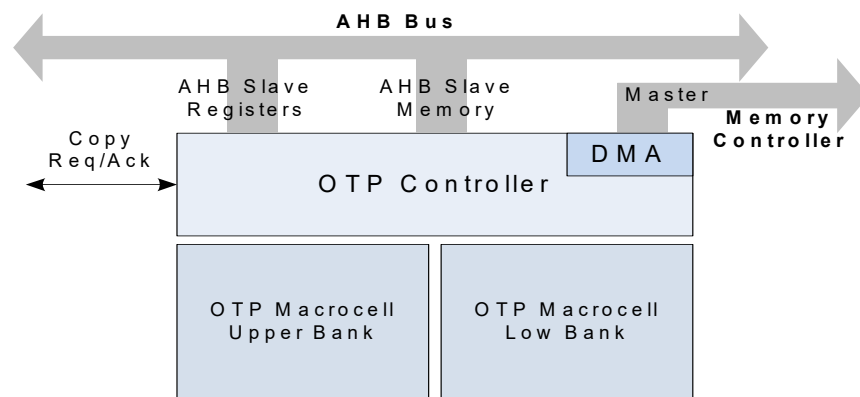 AHB Bus
AHB Slave
Registers
AHB Slave
Memory
Master
Memory
Controller
Copy
Req/Ack
DMA
OTP Controller
OTP Macrocell
Upper Bank
OTP Macrocell
Low Bank